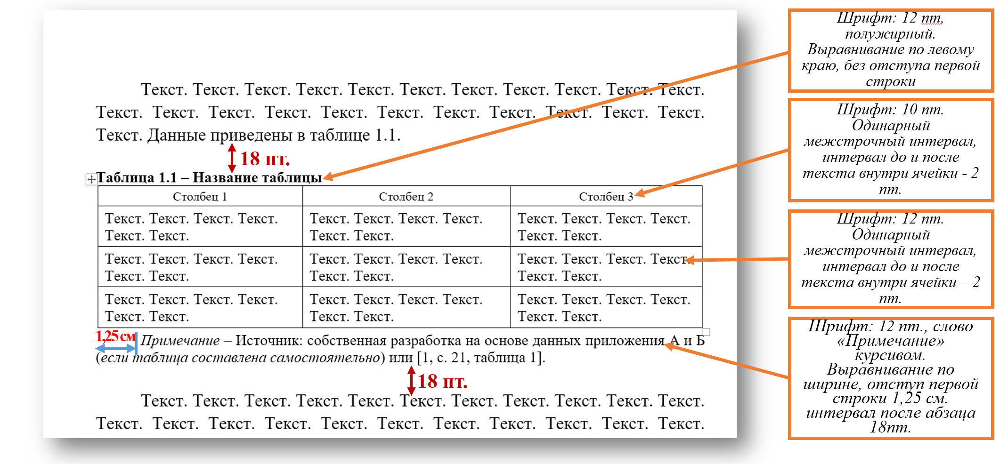 Текст. Текст. Текст. Текст. Текст. Текст. Текст. Текст. Текст. Текст. Текст.
Текст. Текст. Текст. Текст. Текст. Текст. Текст. Текст. Текст. Текст. Текст.
Текст. Данные приведены в таблице 1.1.
18 пт.
Таблица 1.1 – Название таблицы
Столбец 1 Столбец 2 Столбец 3
Текст. Текст. Текст. Текст. Текст. Текст. Текст. Текст. Текст. Текст. Текст. Текст.
Текст. Текст. Текст. Текст. Текст. Текст.
Текст. Текст. Текст. Текст. Текст. Текст. Текст. Текст. Текст. Текст. Текст. Текст.
Текст. Текст. Текст. Текст. Текст. Текст.
Текст. Текст. Текст. Текст. Текст. Текст. Текст. Текст. Текст. Текст. Текст. Текст.
Текст. Текст. Текст. Текст. Текст. Текст.
1,25 см
Примечание – Источник: собственная разработка на основе данных приложения А и Б
(если таблица составлена самостоятельно) или [1, с. 21, таблица 1].
18 пт.
Текст. Текст. Текст. Текст. Текст. Текст. Текст. Текст. Текст. Текст. Текст.
Текст. Текст. Текст. Текст. Текст. Текст. Текст. Текст. Текст. Текст. Текст.
Шрифт: 12 пт,
полужирный.
Выравнивание по левому
краю, без отступа первой
строки
Шрифт: 10 пт.
Одинарный
межстрочный интервал,
интервал до и после
текста внутри ячейки - 2
пт.
Шрифт: 12 пт.
Одинарный
межстрочный интервал,
интервал до и после
текста внутри ячейки – 2
пт.
Шрифт: 12 пт., слово
«Примечание»
курсивом.
Выравнивание по
ширине, отступ первой
строки 1,25 см.
интервал после абзаца
18пт.